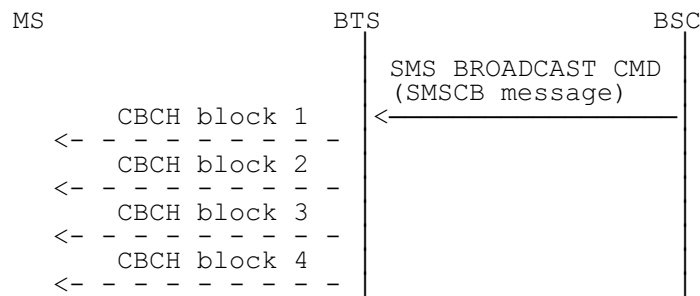 MS BTS BSC
SMS BROADCAST CMD
(SMSCB message)
CBCH block 1
CBCH block 2
CBCH block 3
CBCH block 4